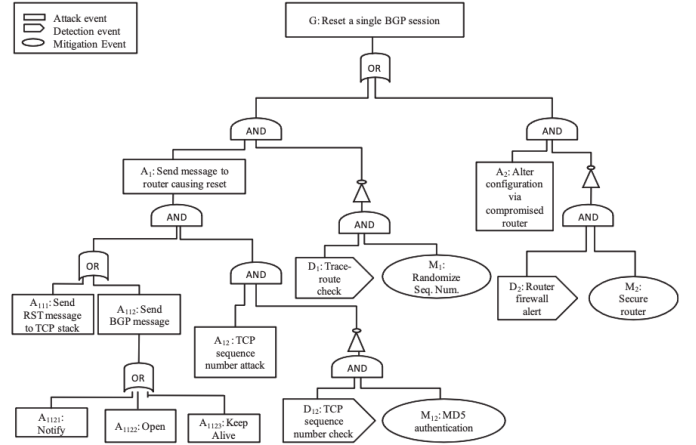 Attack event
Detection event
Mitigation Event
G: Reset a single BGP session
OR
AND
AND
A₁: Send message to
router causing reset
A₂: Alter
configuration
via
compromised
router
AND
AND
AND
D₁: Trace-
route
check
M₁:
Randomize
Seq. Num.
D₂: Router
firewall
alert
M₂:
Secure
router
OR
AND
A₁₁₁: Send
RST message
to TCP stack
A₁₁₂: Send
BGP message
A₁₂: TCP
sequence
number attack
OR
AND
A₁₁₂₁:
Notify
A₁₁₂₂: Open
A₁₁₂₃: Keep
Alive
D₁₂: TCP
sequence
number check
M₁₂: MD5
authentication